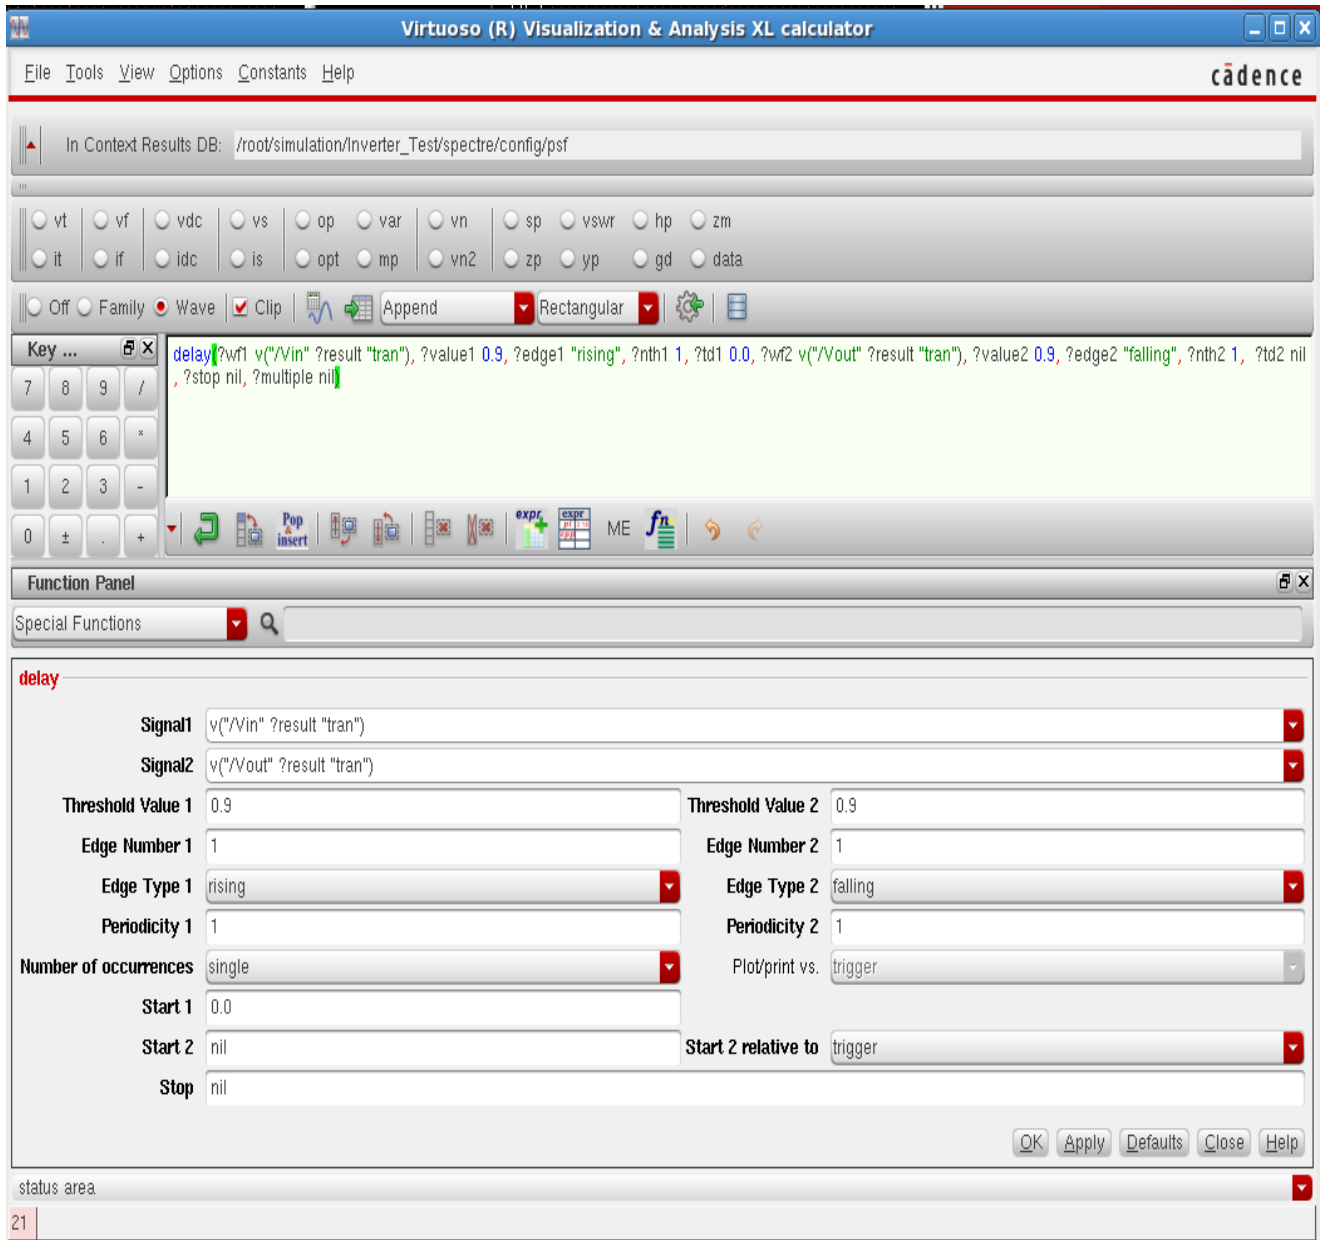 Virtuoso (R) Visualization & Analysis XL calculator
File Tools View Options Constants Help
cādence
In Context Results DB: /root/simulation/Inverter_Test/spectre/config/psf
vt vf vdc vs op var vn sp vswr hp zm
it if idc is opt mp vn2 zp yp gd data
Off Family Wave Clip Append Rectangular
Key ...
7 8 9 /
4 5 6 *
1 2 3 -
0 ± . +
delay(?wf1 v("/Vin" ?result "tran"), ?value1 0.9, ?edge1 "rising", ?nth1 1, ?td1 0.0, ?wf2 v("/Vout" ?result "tran"), ?value2 0.9, ?edge2 "falling", ?nth2 1, ?td2 nil
, ?stop nil, ?multiple nil)
Pop & insert expr ME fn
Function Panel
Special Functions
delay
Signal1 v("/Vin" ?result "tran")
Signal2 v("/Vout" ?result "tran")
Threshold Value 1 0.9 Threshold Value 2 0.9
Edge Number 1 1 Edge Number 2 1
Edge Type 1 rising Edge Type 2 falling
Periodicity 1 1 Periodicity 2 1
Number of occurrences single Plot/print vs. trigger
Start 1 0.0
Start 2 nil Start 2 relative to trigger
Stop nil
OK Apply Defaults Close Help
status area
21